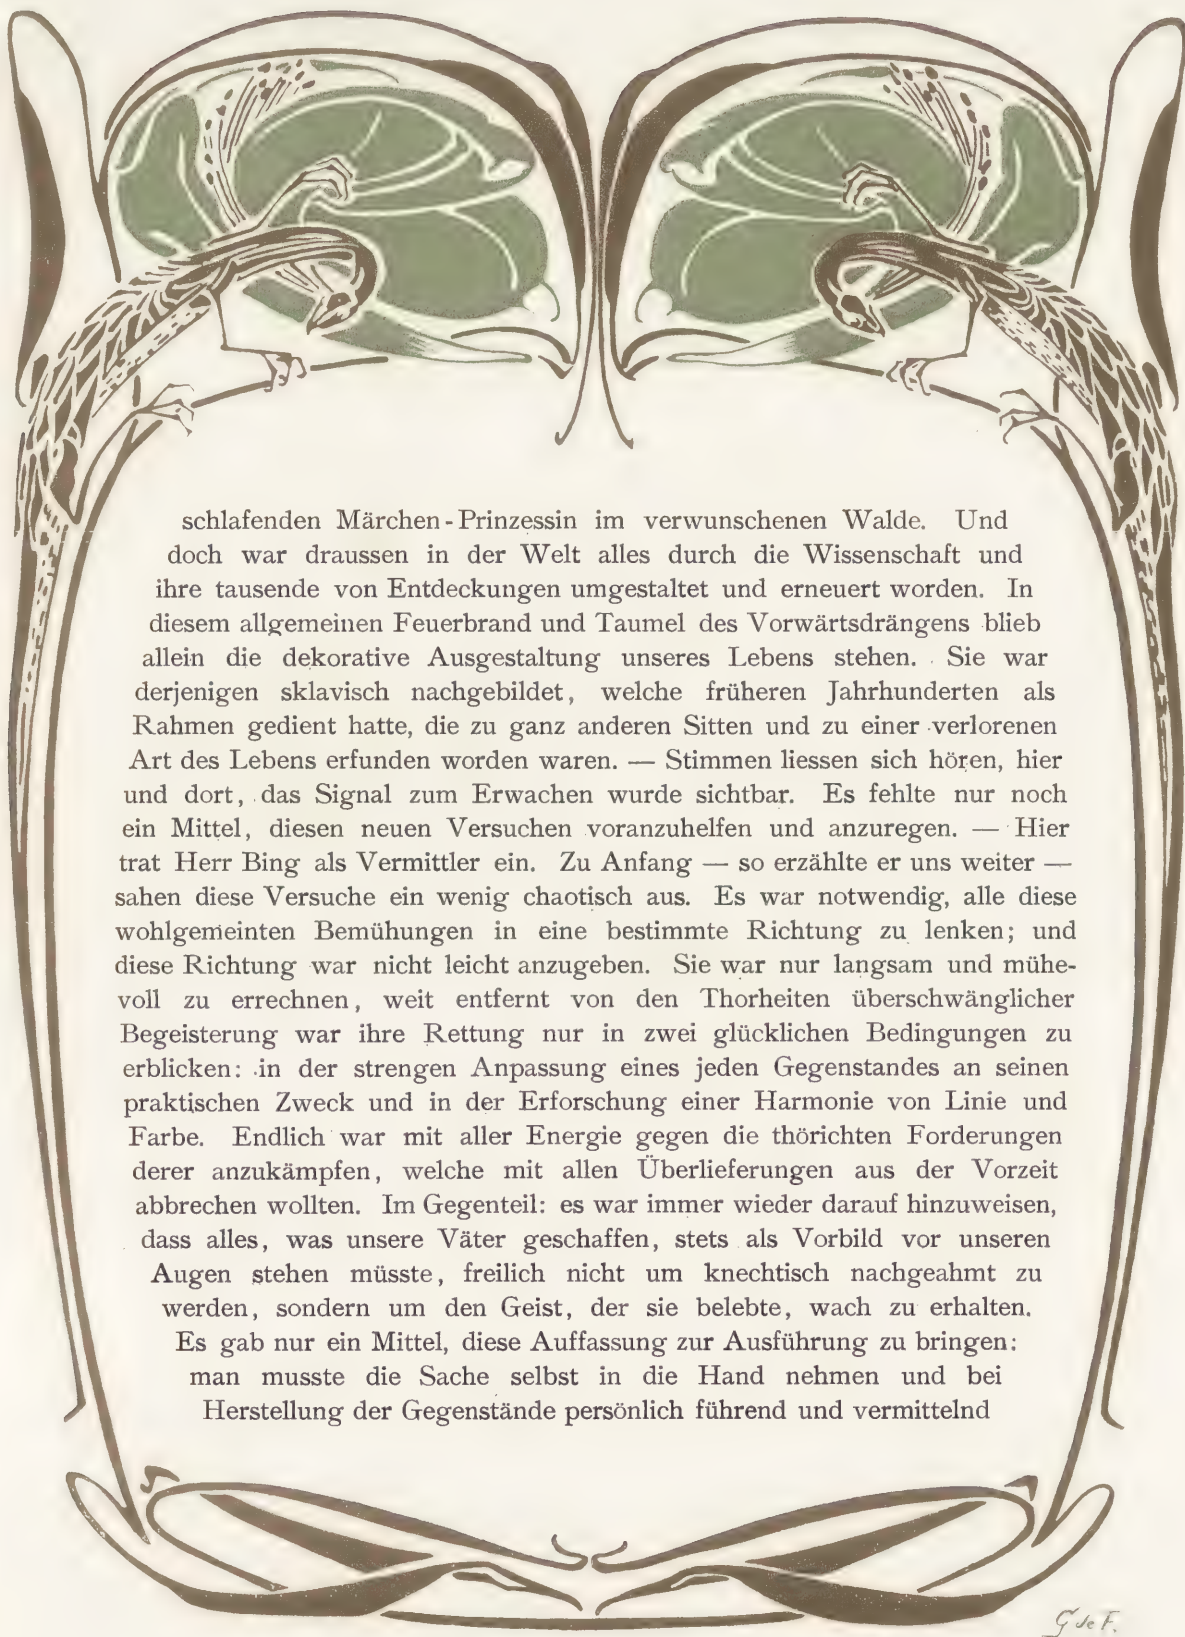 schlafenden Märchen-Prinzessin im verwunschenen Walde. Und
doch war draussen in der Welt alles durch die Wissenschaft und
ihre tausende von Entdeckungen umgestaltet und erneuert worden. In
diesem allgemeinen Feuerbrand und Taumel des Vorwärtsdrängens blieb
allein die dekorative Ausgestaltung unseres Lebens stehen. Sie war
derjenigen sklavisch nachgebildet, welche früheren Jahrhunderten als
Rahmen gedient hatte, die zu ganz anderen Sitten und zu einer verlorenen
Art des Lebens erfunden worden waren. — Stimmen liessen sich hören, hier
und dort, das Signal zum Erwachen wurde sichtbar. Es fehlte nur noch
ein Mittel, diesen neuen Versuchen voranzuhelfen und anzuregen. — Hier
trat Herr Bing als Vermittler ein. Zu Anfang — so erzählte er uns weiter —
sahen diese Versuche ein wenig chaotisch aus. Es war notwendig, alle diese
wohlgemeinten Bemühungen in eine bestimmte Richtung zu lenken; und
diese Richtung war nicht leicht anzugeben. Sie war nur langsam und mühe-
voll zu errechnen, weit entfernt von den Thorheiten überschwänglicher
Begeisterung war ihre Rettung nur in zwei glücklichen Bedingungen zu
erblicken: in der strengen Anpassung eines jeden Gegenstandes an seinen
praktischen Zweck und in der Erforschung einer Harmonie von Linie und
Farbe. Endlich war mit aller Energie gegen die thörichten Forderungen
derer anzukämpfen, welche mit allen Überlieferungen aus der Vorzeit
abbrechen wollten. Im Gegenteil: es war immer wieder darauf hinzuweisen,
dass alles, was unsere Väter geschaffen, stets als Vorbild vor unseren
Augen stehen müsste, freilich nicht um knechtisch nachgeahmt zu
werden, sondern um den Geist, der sie belebte, wach zu erhalten.
Es gab nur ein Mittel, diese Auffassung zur Ausführung zu bringen:
man musste die Sache selbst in die Hand nehmen und bei
Herstellung der Gegenstände persönlich führend und vermittelnd
G de F.